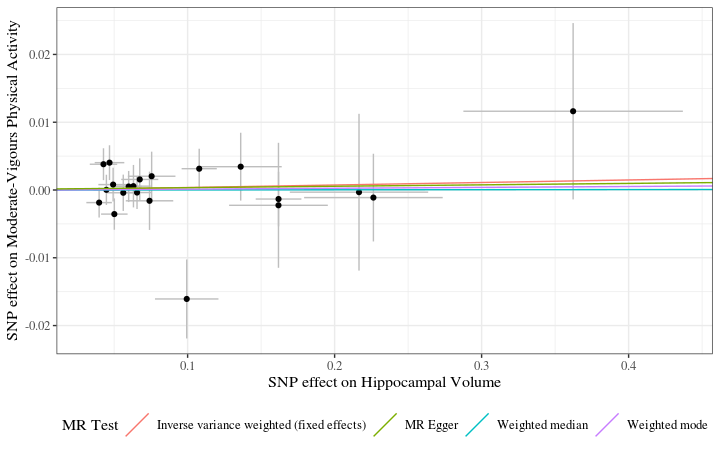 SNP effect on Moderate-Vigours Physical Activity
0.02
0.01
0.00
-0.01
-0.02
0.1
0.2
0.3
0.4
SNP effect on Hippocampal Volume
MR Test
Inverse variance weighted (fixed effects)
MR Egger
Weighted median
Weighted mode